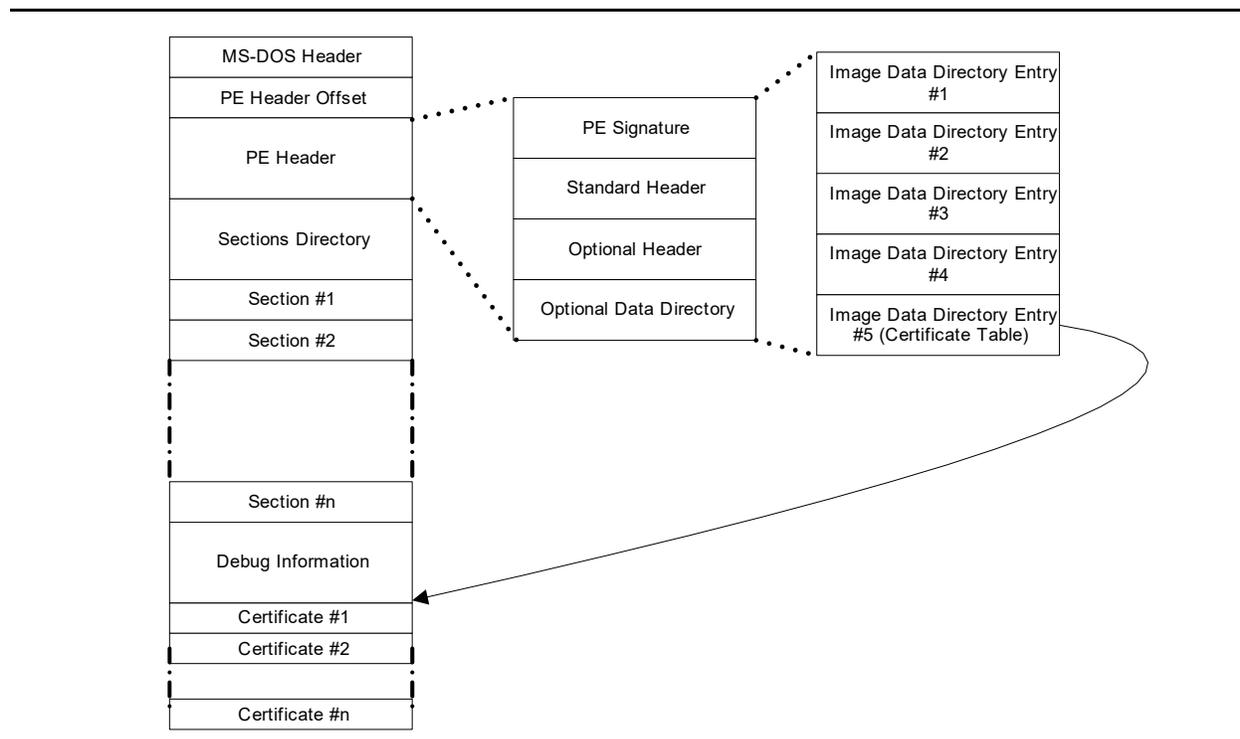 MS-DOS Header
PE Header Offset
PE Header
Sections Directory
Section #1
Section #2
Section #n
Debug Information
Certificate #1
Certificate #2
Certificate #n
PE Signature
Standard Header
Optional Header
Optional Data Directory
Image Data Directory Entry
#1
Image Data Directory Entry
#2
Image Data Directory Entry
#3
Image Data Directory Entry
#4
Image Data Directory Entry
#5 (Certificate Table)